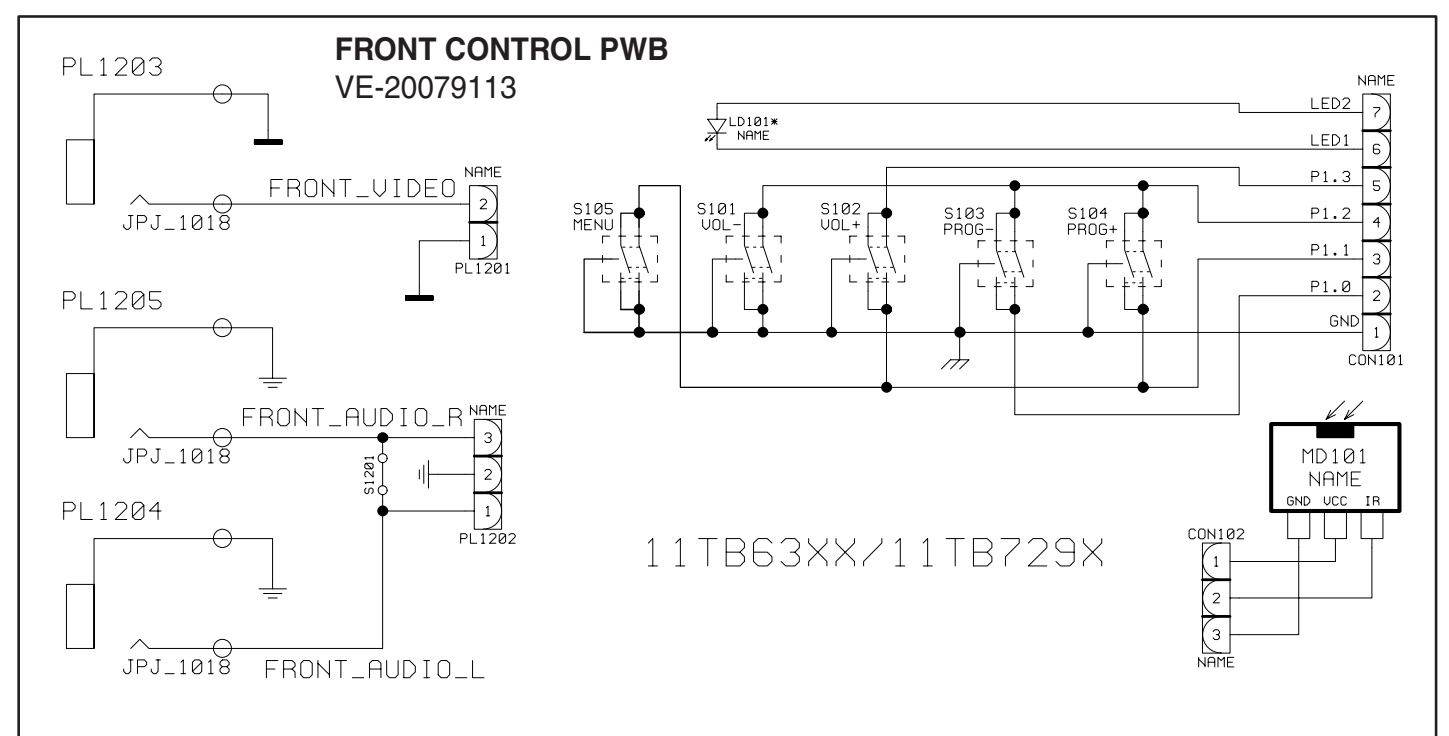 FRONT CONTROL PWB
VE-20079113
PL1203
JPJ_1018
FRONT_VIDEO
NAME
2
1
PL1201
PL1205
JPJ_1018
FRONT_AUDIO_R
NAME
3
2
1
S1201
PL1202
PL1204
JPJ_1018
FRONT_AUDIO_L
LD101*
NAME
S105
MENU
S101
VOL-
S102
VOL+
S103
PROG-
S104
PROG+
NAME
LED2 7
LED1 6
P1.3 5
P1.2 4
P1.1 3
P1.0 2
GND 1
CON101
MD101
NAME
GND VCC IR
CON102
1
2
3
NAME
11TB63XX/11TB729X